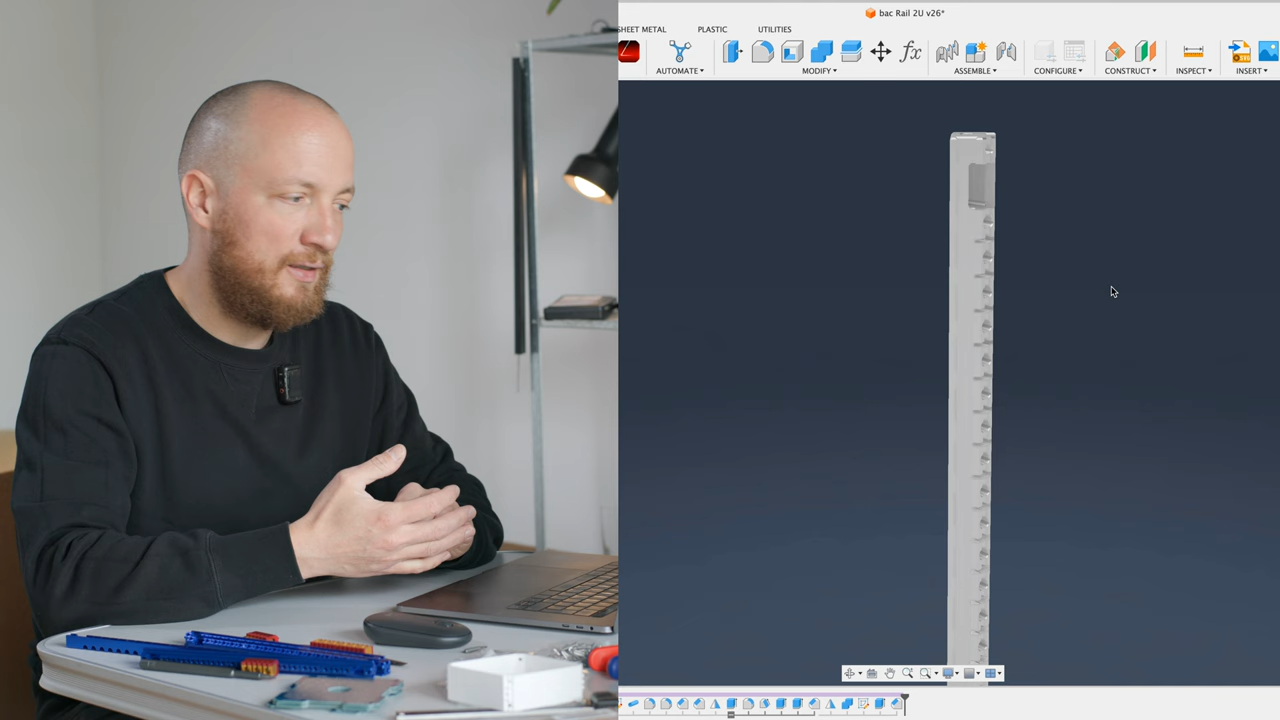 bac Rail 2U v26*
SHEET METAL PLASTIC UTILITIES
AUTOMATE MODIFY ASSEMBLE CONFIGURE CONSTRUCT INSPECT INSERT